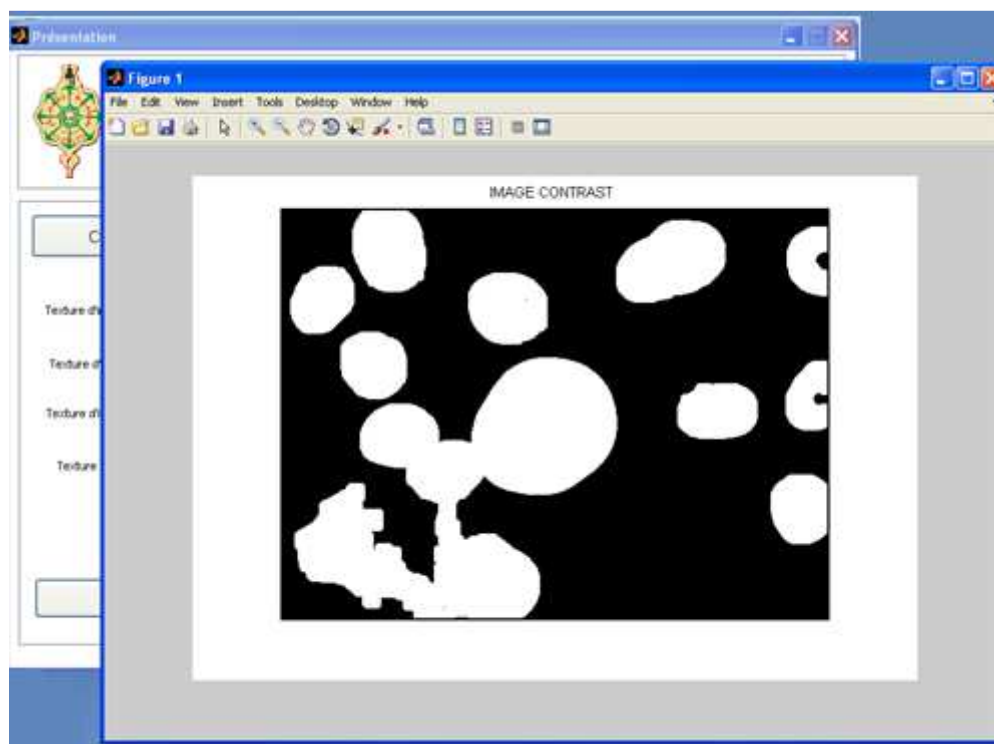 Présentation
Figure 1
File Edit View Insert Tools Desktop Window Help
IMAGE CONTRAST
C
Texture d'
Texture d'
Texture d'
Texture